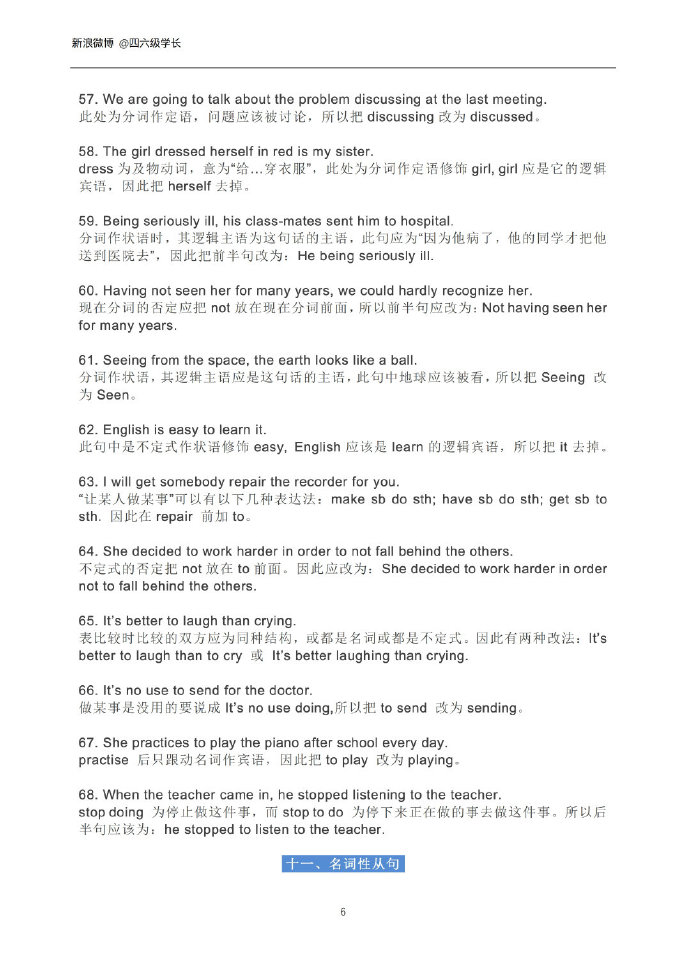 新浪微博 @四六级学长
57. We are going to talk about the problem discussing at the last meeting.
此处为分词作定语，问题应该被讨论，所以把 discussing 改为 discussed。
58. The girl dressed herself in red is my sister.
dress 为及物动词，意为“给...穿衣服”，此处为分词作定语修饰 girl, girl 应是它的逻辑
宾语，因此把 herself 去掉。
59. Being seriously ill, his class-mates sent him to hospital.
分词作状语时，其逻辑主语为这句话的主语，此句应为“因为他病了，他的同学才把他
送到医院去”，因此把前半句改为：He being seriously ill.
60. Having not seen her for many years, we could hardly recognize her.
现在分词的否定应把 not 放在现在分词前面，所以前半句应改为：Not having seen her
for many years.
61. Seeing from the space, the earth looks like a ball.
分词作状语，其逻辑主语应是这句话的主语，此句中地球应该被看，所以把 Seeing 改
为 Seen。
62. English is easy to learn it.
此句中是不定式作状语修饰 easy, English 应该是 learn 的逻辑宾语，所以把 it 去掉。
63. I will get somebody repair the recorder for you.
“让某人做某事”可以有以下几种表达法：make sb do sth; have sb do sth; get sb to
sth. 因此在 repair 前加 to。
64. She decided to work harder in order to not fall behind the others.
不定式的否定把 not 放在 to 前面。因此应改为：She decided to work harder in order
not to fall behind the others.
65. It’s better to laugh than crying.
表比较时比较的双方应为同种结构，或都是名词或都是不定式。因此有两种改法：It’s
better to laugh than to cry 或 It’s better laughing than crying.
66. It’s no use to send for the doctor.
做某事是没用的要说成 It’s no use doing,所以把 to send 改为 sending。
67. She practices to play the piano after school every day.
practise 后只跟动名词作宾语，因此把 to play 改为 playing。
68. When the teacher came in, he stopped listening to the teacher.
stop doing 为停止做这件事，而 stop to do 为停下来正在做的事去做这件事。所以后
半句应该为：he stopped to listen to the teacher.
十一、名词性从句
6